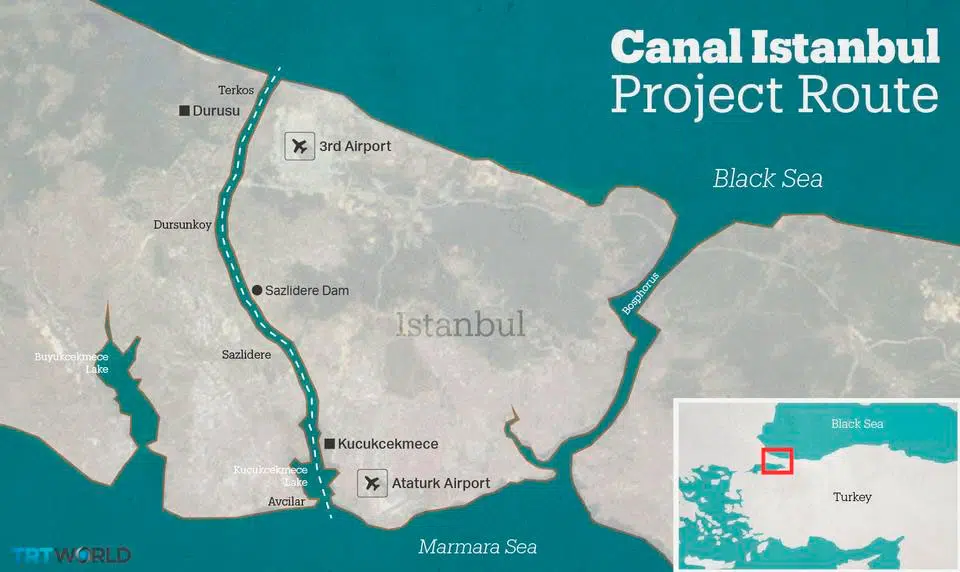 Canal Istanbul
Project Route
Terkos
Durusu
3rd Airport
Black Sea
Dursunkoy
Bosphorus
Sazlidere Dam
Istanbul
Sazlidere
Buyukcekmece
Lake
Black Sea
Kucukcekmece
Kucukcekmece
Lake
Ataturk Airport
Turkey
Avcilar
Marmara Sea
TRTWORLD